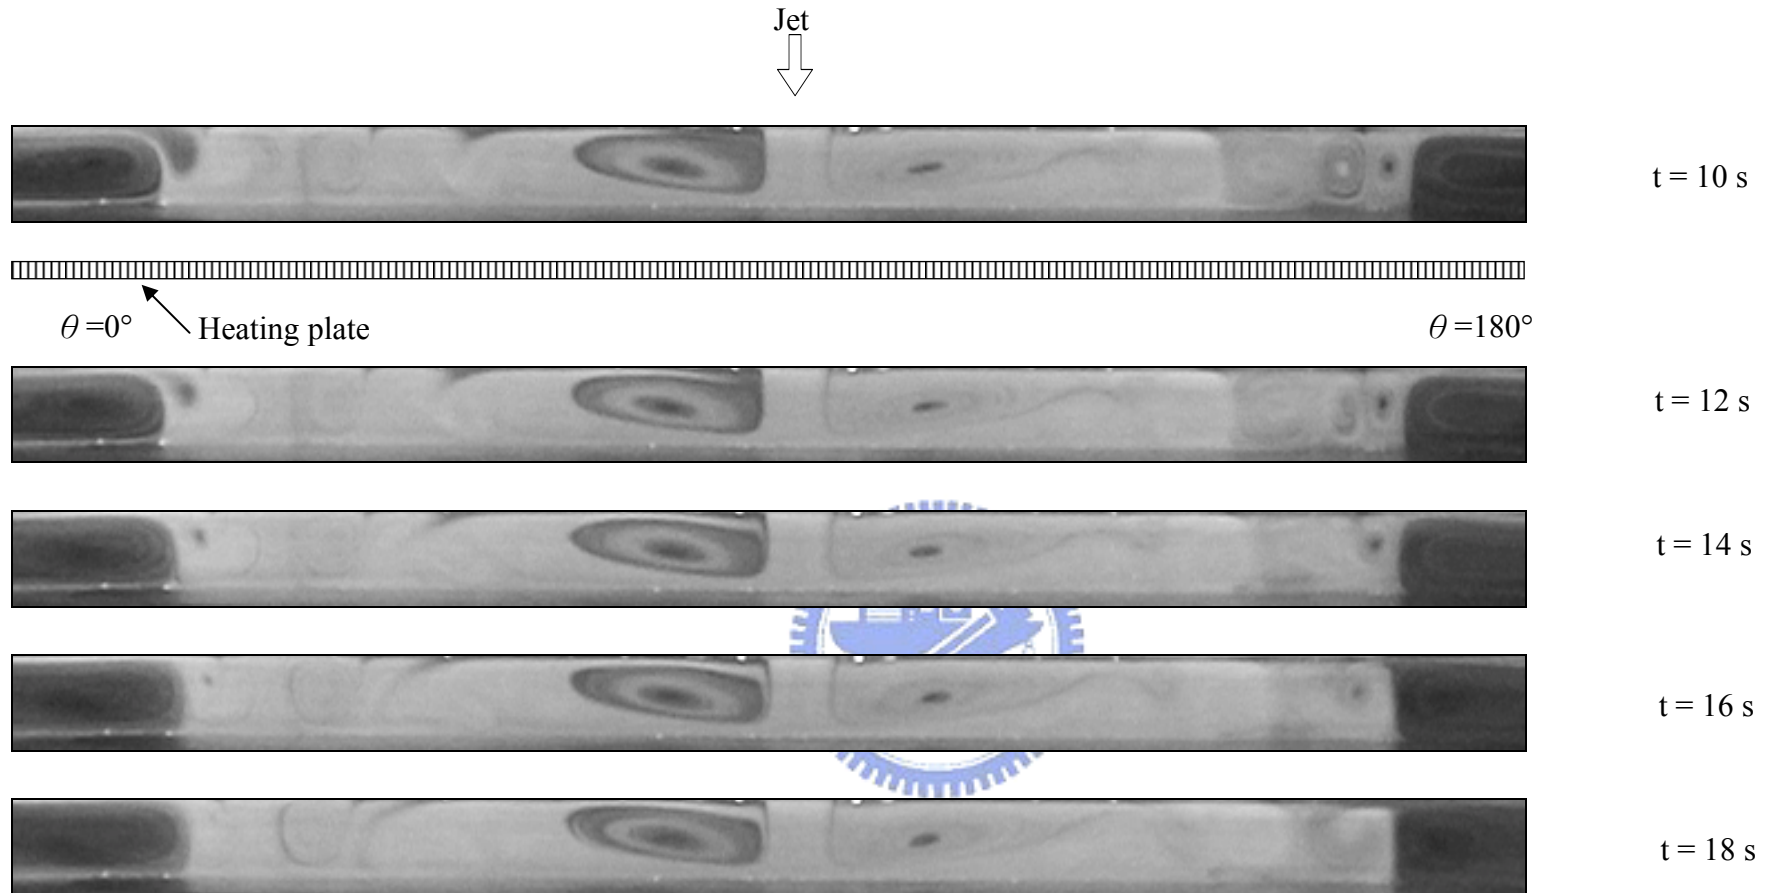 Jet
t = 10 s
θ =0°
Heating plate
θ =180°
t = 12 s
t = 14 s
t = 16 s
t = 18 s